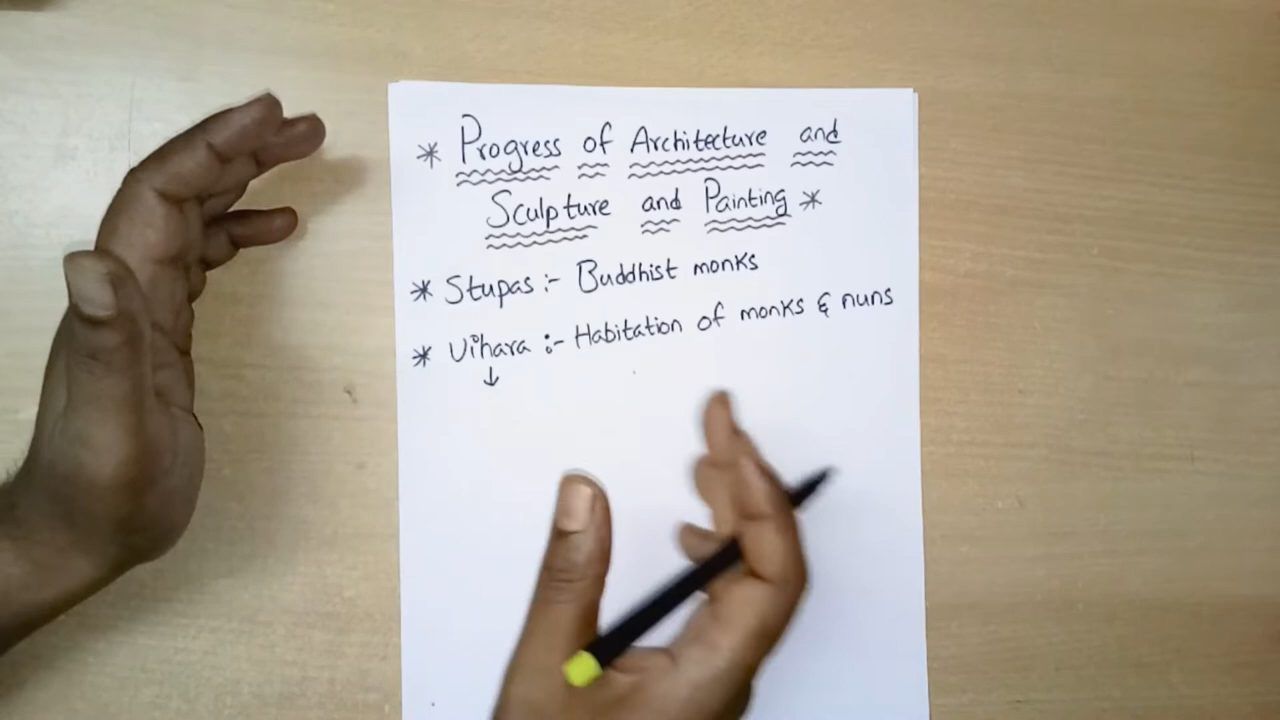 * Progress of Architecture and
Sculpture and Painting *
* Stupas :- Buddhist monks
* Vihara :- Habitation of monks & nuns
↓